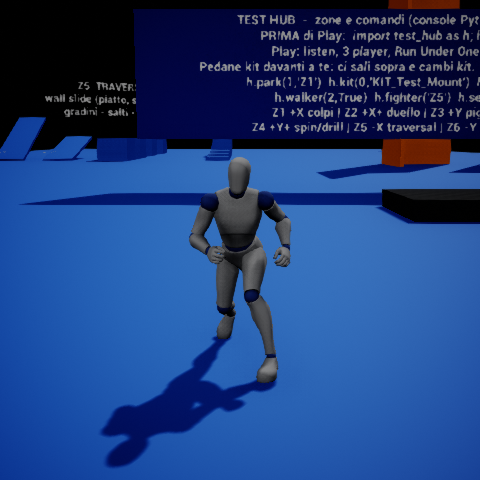 TEST HUB - zone e comandi (console Pyt
PRIMA di Play: import test_hub as h; h
Play: listen, 3 player, Run Under One
Pedane kit davanti a te: ci sali sopra e cambi kit.
h.park(1,'Z1') h.kit(0,'KIT_Test_Mount')
h.walker(2,True) h.fighter('Z5') h.se
Z1 +X colpi | Z2 +X+ duello | Z3 +Y pig
Z4 +Y+ spin/drill | Z5 -X traversal | Z6 -Y
Z5 TRAVERS
wall slide (piatto, s
gradini - salti -